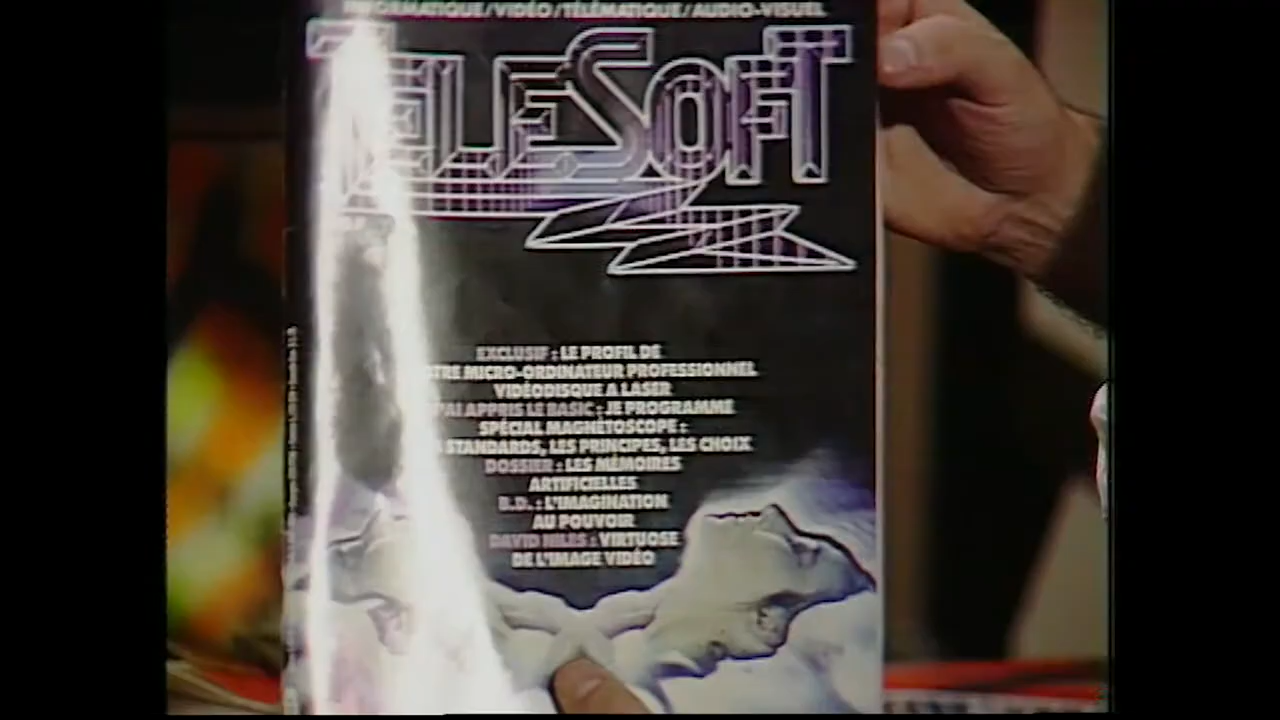 INFORMATIQUE/VIDÉO/TÉLÉMATIQUE/AUDIO-VISUEL
TELESOFT
EXCLUSIF : LE PROFIL DE
MICRO-ORDINATEUR PROFESSIONNEL
VIDÉODISQUE A LASER
J'AI APPRIS LE BASIC : JE PROGRAMME
SPÉCIAL MAGNÉTOSCOPE :
STANDARDS, LES PRINCIPES, LES CHOIX
DOSSIER : LES MÉMOIRES
ARTIFICIELLES
B.D. : L'IMAGINATION
AU POUVOIR
DAVID NILES : VIRTUOSE
DE L'IMAGE VIDÉO